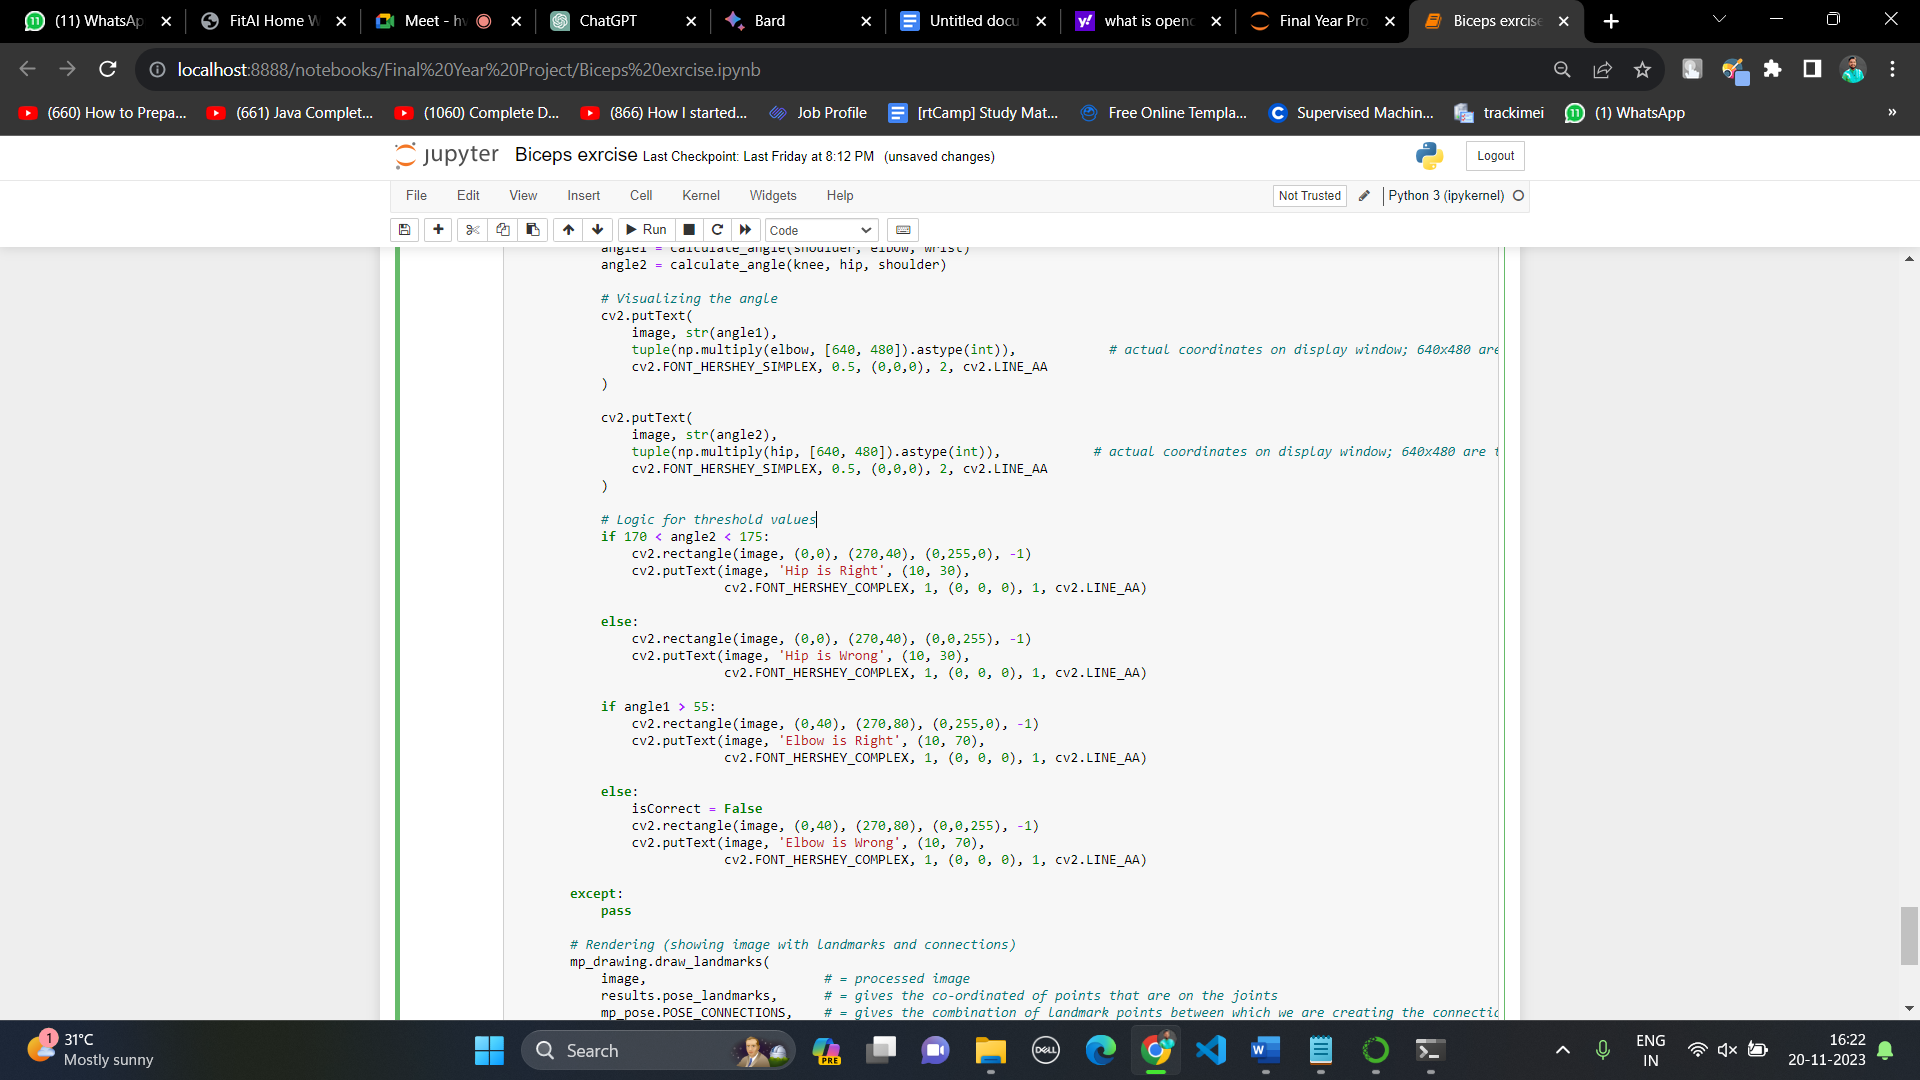 (11) WhatsAp
FitAI Home W
Meet - hv
ChatGPT
Bard
Untitled docu
what is openc
Final Year Pro
Biceps exrcise
localhost:8888/notebooks/Final%20Year%20Project/Biceps%20exrcise.ipynb
(660) How to Prepa...
(661) Java Complet...
(1060) Complete D...
(866) How I started...
Job Profile
[rtCamp] Study Mat...
Free Online Templa...
Supervised Machin...
trackimei
(1) WhatsApp
»
jupyter Biceps exrcise Last Checkpoint: Last Friday at 8:12 PM (unsaved changes)
Logout
File Edit View Insert Cell Kernel Widgets Help
Not Trusted
Python 3 (ipykernel)
Run
Code
angle1 = calculate_angle(shoulder, elbow, wrist)
angle2 = calculate_angle(knee, hip, shoulder)
# Visualizing the angle
cv2.putText(
image, str(angle1),
tuple(np.multiply(elbow, [640, 480]).astype(int)), # actual coordinates on display window; 640x480 are
cv2.FONT_HERSHEY_SIMPLEX, 0.5, (0,0,0), 2, cv2.LINE_AA
)
cv2.putText(
image, str(angle2),
tuple(np.multiply(hip, [640, 480]).astype(int)), # actual coordinates on display window; 640x480 are t
cv2.FONT_HERSHEY_SIMPLEX, 0.5, (0,0,0), 2, cv2.LINE_AA
)
# Logic for threshold values
if 170 < angle2 < 175:
cv2.rectangle(image, (0,0), (270,40), (0,255,0), -1)
cv2.putText(image, 'Hip is Right', (10, 30),
cv2.FONT_HERSHEY_COMPLEX, 1, (0, 0, 0), 1, cv2.LINE_AA)
else:
cv2.rectangle(image, (0,0), (270,40), (0,0,255), -1)
cv2.putText(image, 'Hip is Wrong', (10, 30),
cv2.FONT_HERSHEY_COMPLEX, 1, (0, 0, 0), 1, cv2.LINE_AA)
if angle1 > 55:
cv2.rectangle(image, (0,40), (270,80), (0,255,0), -1)
cv2.putText(image, 'Elbow is Right', (10, 70),
cv2.FONT_HERSHEY_COMPLEX, 1, (0, 0, 0), 1, cv2.LINE_AA)
else:
isCorrect = False
cv2.rectangle(image, (0,40), (270,80), (0,0,255), -1)
cv2.putText(image, 'Elbow is Wrong', (10, 70),
cv2.FONT_HERSHEY_COMPLEX, 1, (0, 0, 0), 1, cv2.LINE_AA)
except:
pass
# Rendering (showing image with landmarks and connections)
mp_drawing.draw_landmarks(
image, # = processed image
results.pose_landmarks, # = gives the co-ordinated of points that are on the joints
mp_pose.POSE_CONNECTIONS, # = gives the combination of landmark points between which we are creating the connectio
1
31°C
Mostly sunny
Search
PRE
DELL
ENG
IN
16:22
20-11-2023